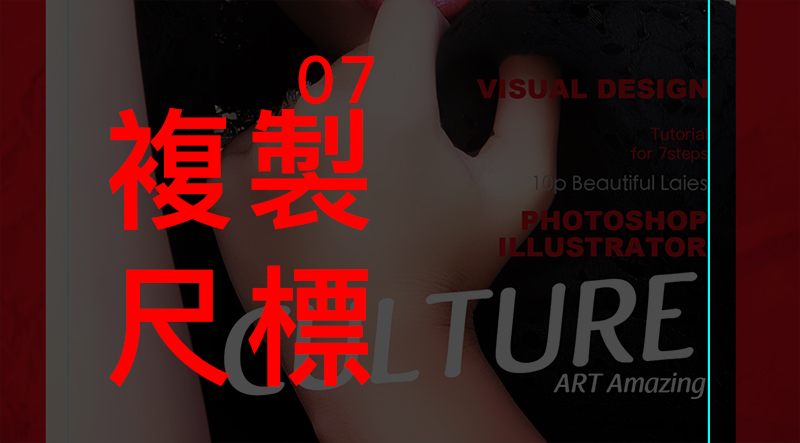 07
複製
尺標
VISUAL DESIGN
Tutorial
for 7steps
10p Beautiful Laies
PHOTOSHOP
ILLUSTRATOR
CULTURE
ART Amazing